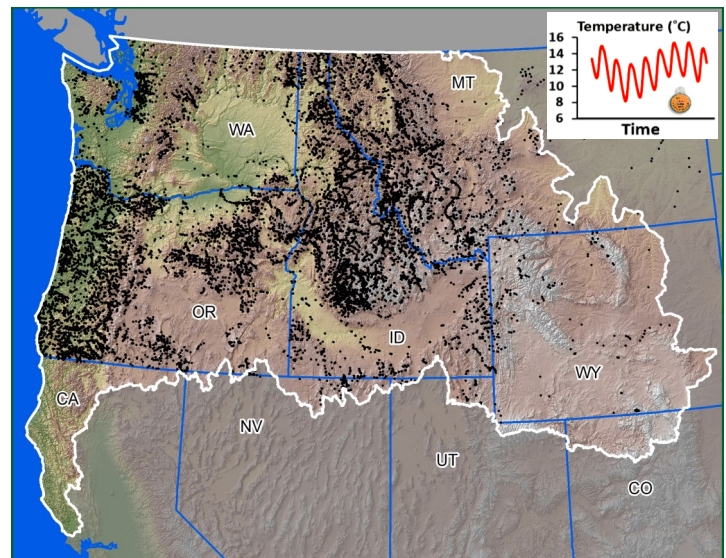 Temperature (˚C)
16
14
12
10
8
6
Time
MT
WA
OR
ID
WY
CA
NV
UT
CO